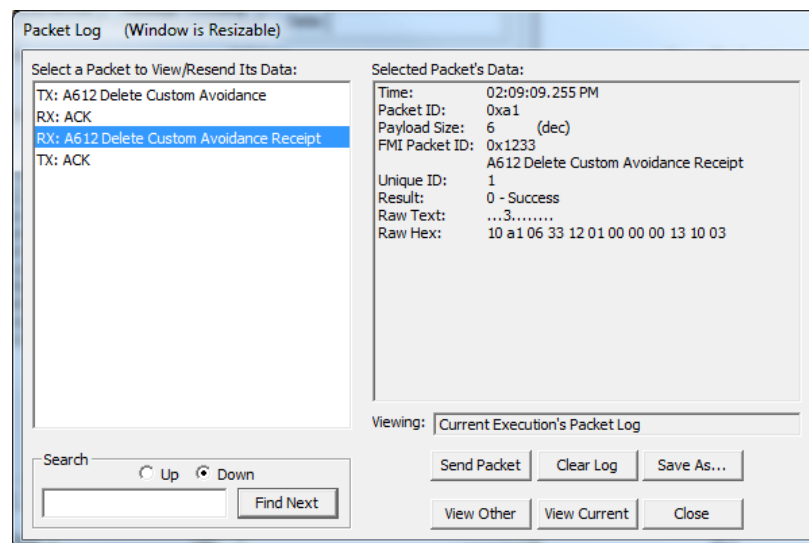 Packet Log (Window is Resizable)
Select a Packet to View/Resend Its Data:
TX: A612 Delete Custom Avoidance
RX: ACK
RX: A612 Delete Custom Avoidance Receipt
TX: ACK
Selected Packet's Data:
Time: 02:09:09.255 PM
Packet ID: 0xa1
Payload Size: 6 (dec)
FMI Packet ID: 0x1233
A612 Delete Custom Avoidance Receipt
Unique ID: 1
Result: 0 - Success
Raw Text: ...3........
Raw Hex: 10 a1 06 33 12 01 00 00 00 13 10 03
Viewing: Current Execution's Packet Log
Search
Up Down
Find Next
Send Packet Clear Log Save As...
View Other View Current Close